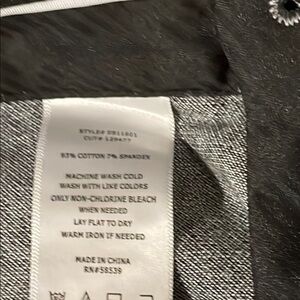 STYLE# DB11801
CUT# 129477
93% COTTON 7% SPANDEX
MACHINE WASH COLD
WASH WITH LIKE COLORS
ONLY NON-CHLORINE BLEACH
WHEN NEEDED
LAY FLAT TO DRY
WARM IRON IF NEEDED
MADE IN CHINA
RN#58539